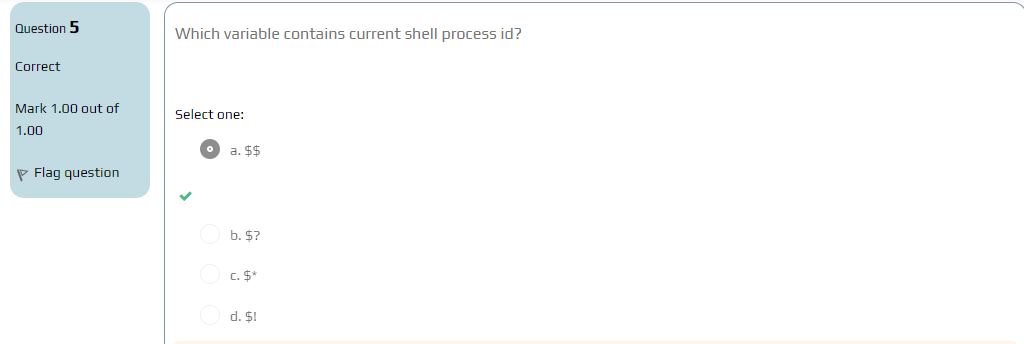 Question 5
Correct
Mark 1.00 out of
1.00
Flag question
Which variable contains current shell process id?
Select one:
a. $$
b. $?
c. $*
d. $!